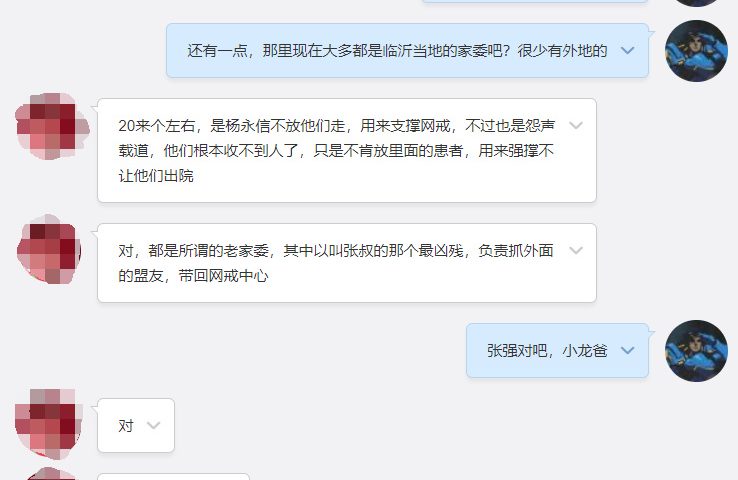 还有一点，那里现在大多都是临沂当地的家委吧？很少有外地的
20来个左右，是杨永信不放他们走，用来支撑网戒，不过也是怨声
载道，他们根本收不到人了，只是不肯放里面的患者，用来强撑不
让他们出院
对，都是所谓的老家委，其中以叫张叔的那个最凶残，负责抓外面
的盟友，带回网戒中心
张强对吧，小龙爸
对